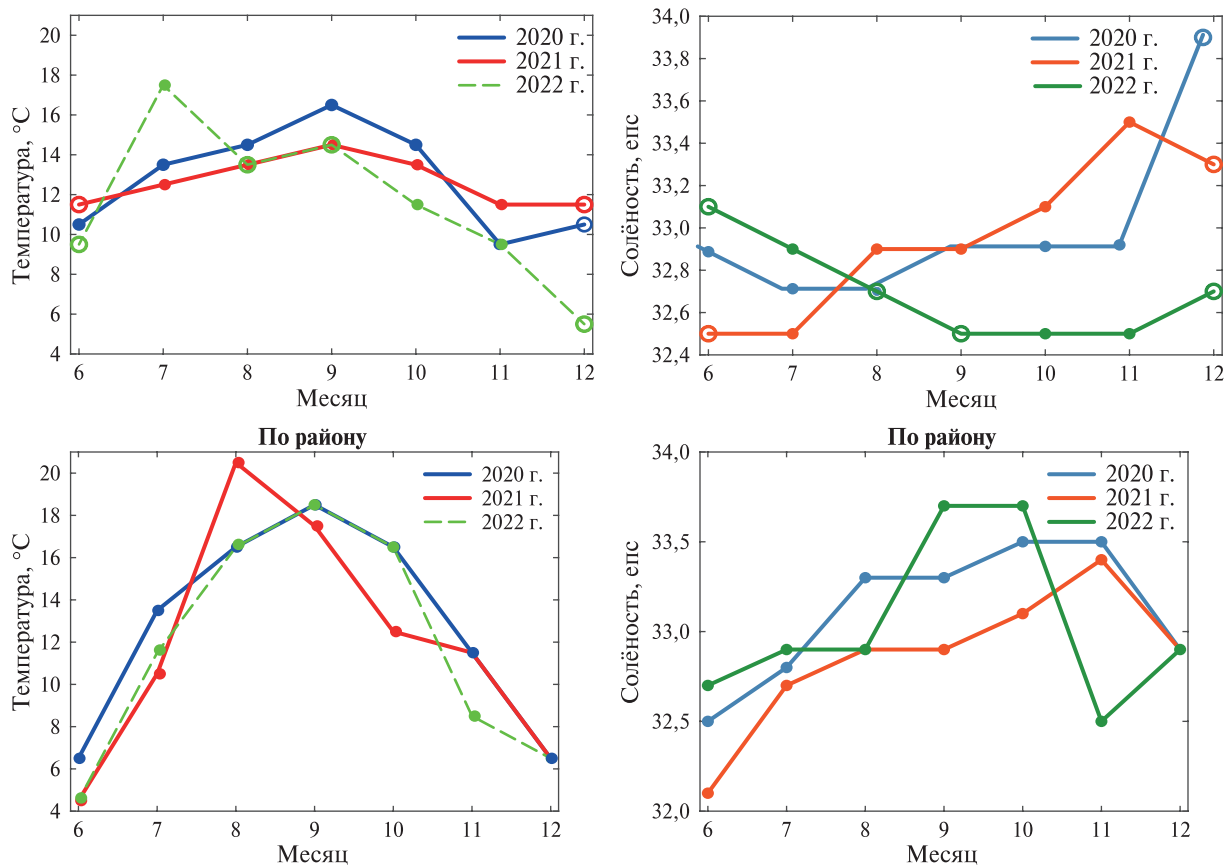 20
18
16
14
12
10
8
6
4
Температура, °C
2020 г.
2021 г.
2022 г.
6 7 8 9 10 11 12
Месяц
34,0
33,8
33,6
33,4
33,2
33,0
32,8
32,6
32,4
Солёность, епс
2020 г.
2021 г.
2022 г.
6 7 8 9 10 11 12
Месяц
По району
20
18
16
14
12
10
8
6
4
Температура, °C
2020 г.
2021 г.
2022 г.
6 7 8 9 10 11 12
Месяц
По району
34,0
33,5
33,0
32,5
32,0
Солёность, епс
2020 г.
2021 г.
2022 г.
6 7 8 9 10 11 12
Месяц